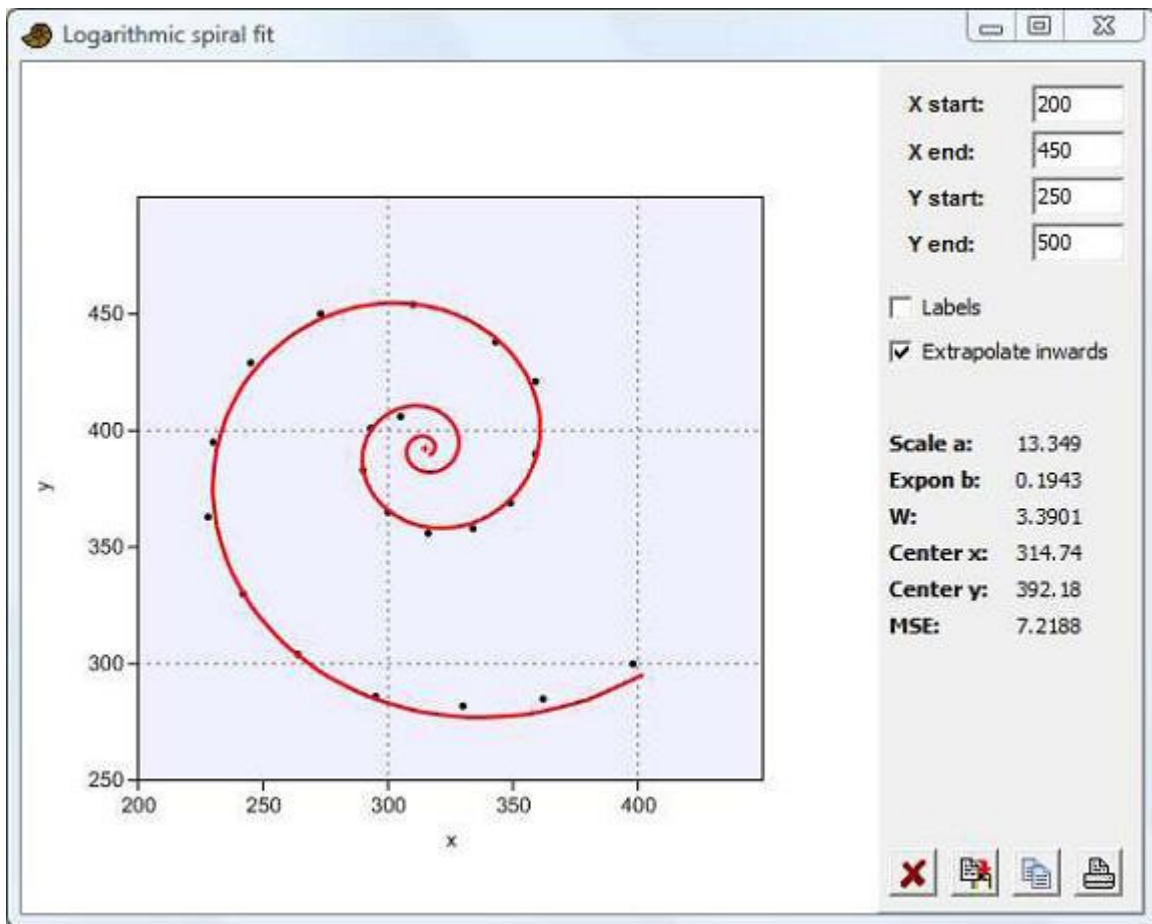 Logarithmic spiral fit
X start: 200
X end: 450
Y start: 250
Y end: 500
Labels
Extrapolate inwards
Scale a: 13.349
Expon b: 0.1943
W: 3.3901
Center x: 314.74
Center y: 392.18
MSE: 7.2188
450
400
y
350
300
250
200 250 300 350 400
x